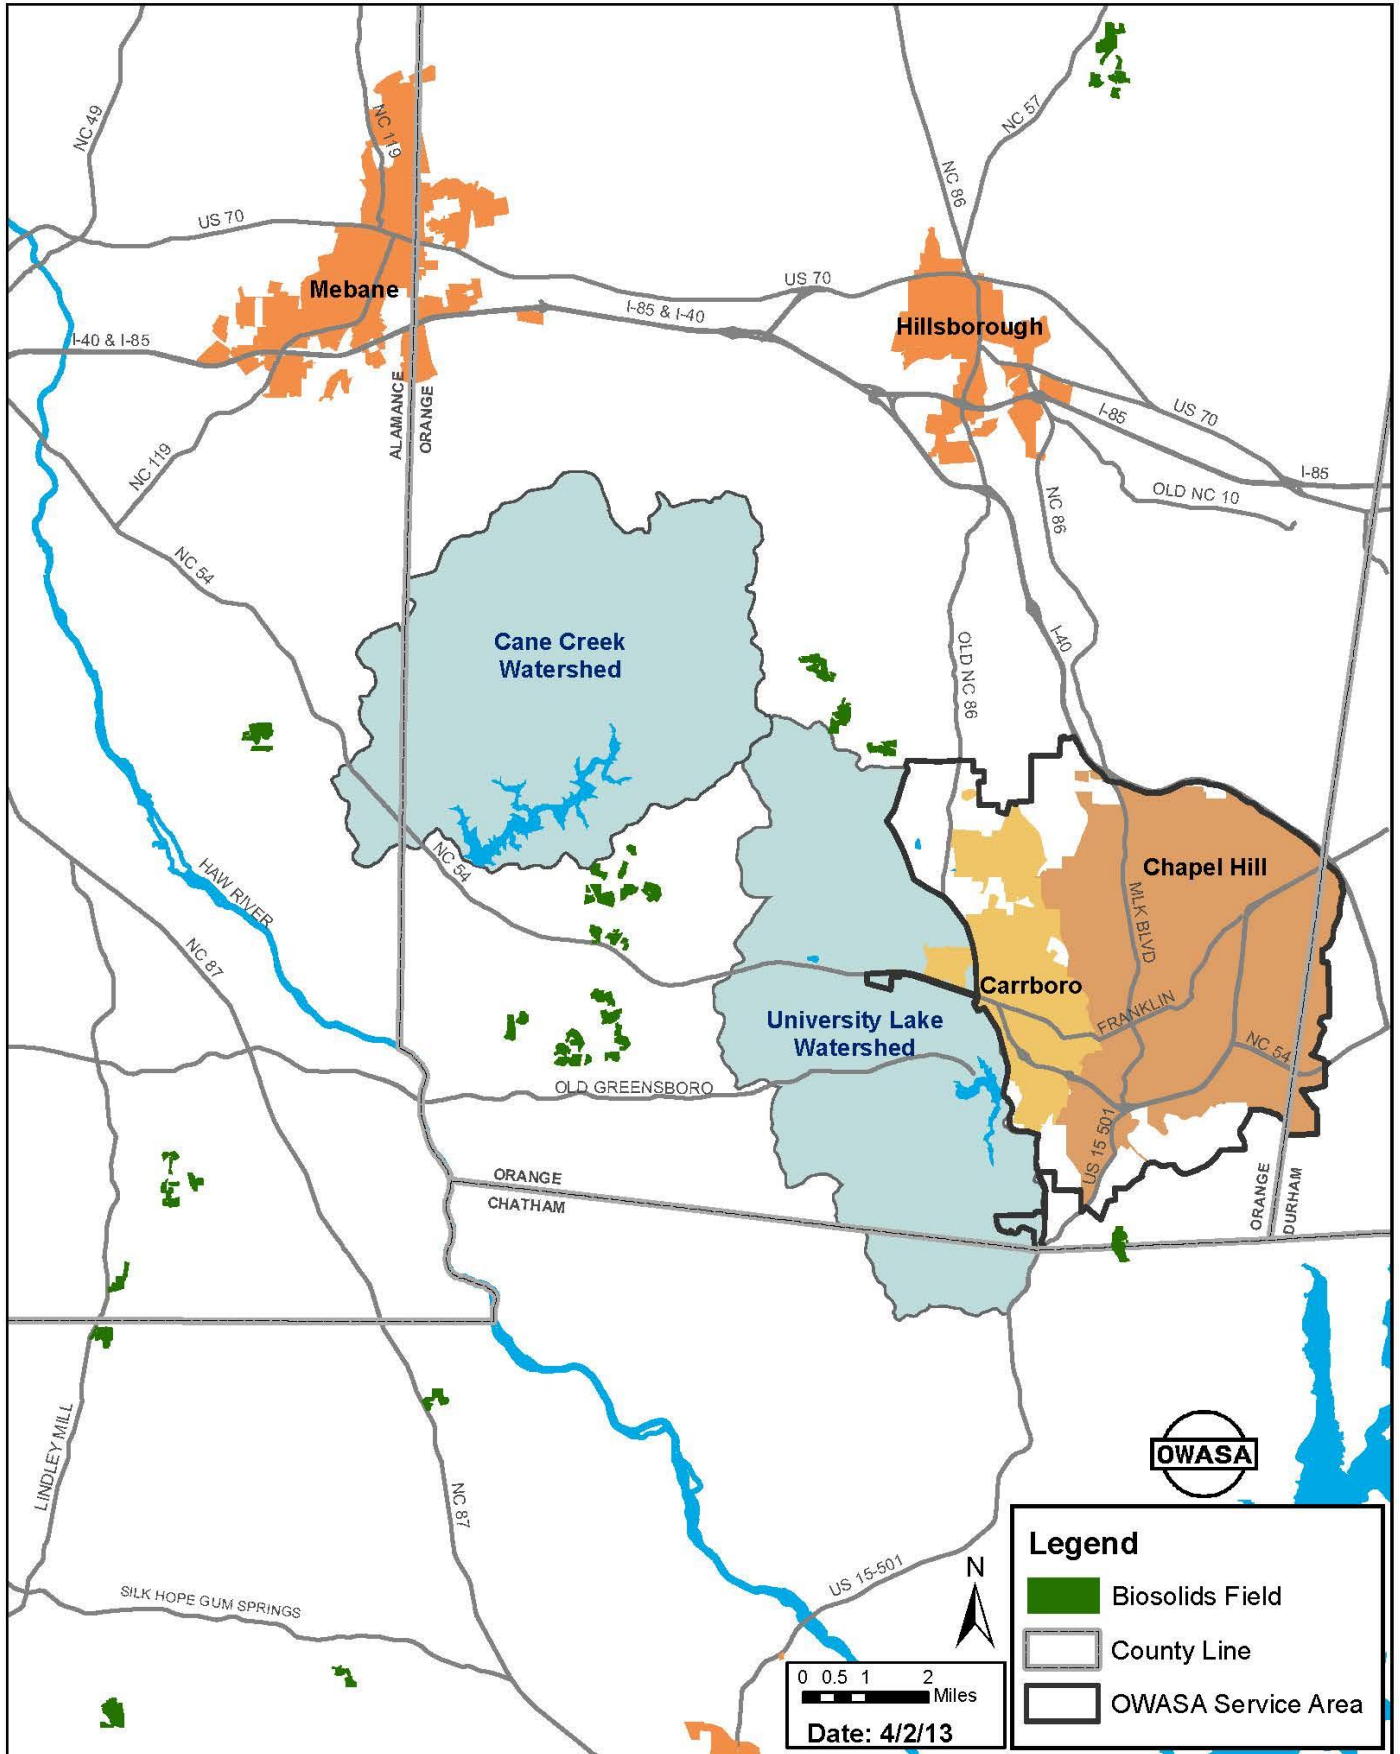 NC 49
NC 119
NC 57
NC 86
US 70
Mebane
US 70
I-85 & I-40
Hillsborough
I-40 & I-85
ALAMANCE
ORANGE
I-85
US 70
NC 119
I-85
OLD NC 10
NC 86
NC 54
Cane Creek
Watershed
OLD NC 86
I-40
NC 54
Chapel Hill
HAW RIVER
MLK BLVD
NC 87
Carrboro
University Lake
Watershed
FRANKLIN
NC 54
OLD GREENSBORO
US 15 501
ORANGE
CHATHAM
ORANGE
DURHAM
LINDLEY MILL
OWASA
NC 87
US 15-501
SILK HOPE GUM SPRINGS
N
0 0.5 1 2
Miles
Date: 4/2/13
Legend
Biosolids Field
County Line
OWASA Service Area